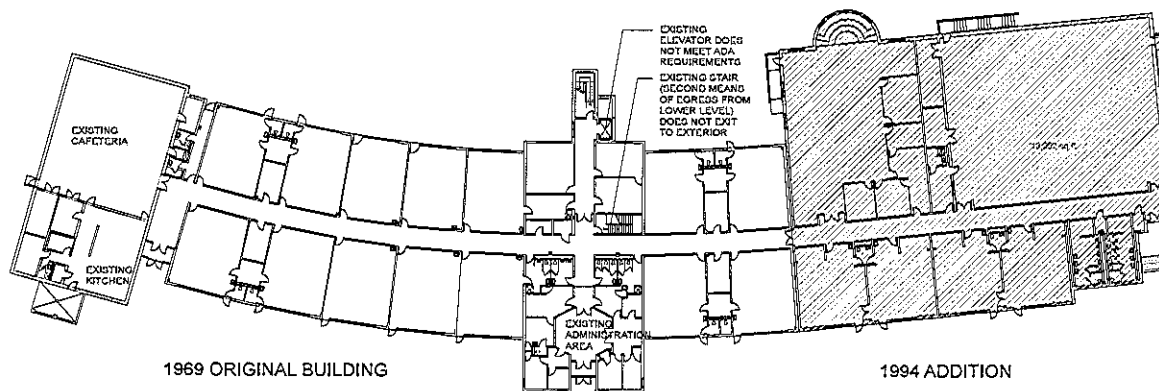 EXISTING
ELEVATOR DOES
NOT MEET ADA
REQUIREMENTS
EXISTING STAIR
(SECOND MEANS
OF EGRESS FROM
LOWER LEVEL)
DOES NOT EXIT
TO EXTERIOR
EXISTING
CAFETERIA
EXISTING
KITCHEN
EXISTING
ADMINISTRATION
AREA
1969 ORIGINAL BUILDING
1994 ADDITION